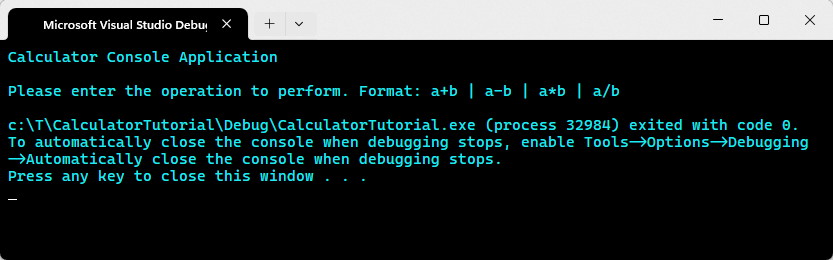 Microsoft Visual Studio Debug
Calculator Console Application
Please enter the operation to perform. Format: a+b | a-b | a*b | a/b
c:\T\CalculatorTutorial\Debug\CalculatorTutorial.exe (process 32984) exited with code 0.
To automatically close the console when debugging stops, enable Tools->Options->Debugging
->Automatically close the console when debugging stops.
Press any key to close this window . . .